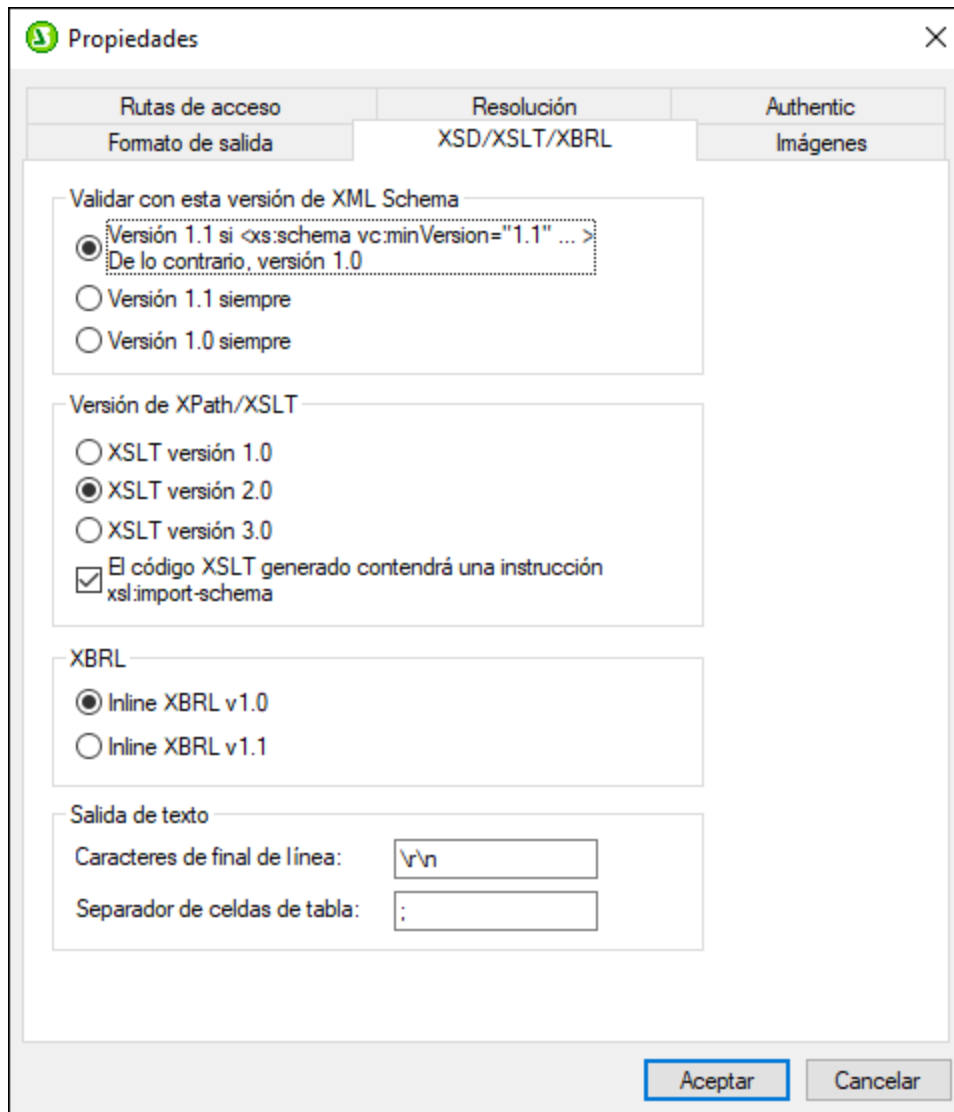 Propiedades
Rutas de acceso
Resolución
Authentic
Formato de salida
XSD/XSLT/XBRL
Imágenes
Validar con esta versión de XML Schema
Versión 1.1 si <xs:schema vc:minVersion="1.1" ... >
De lo contrario, versión 1.0
Versión 1.1 siempre
Versión 1.0 siempre
Versión de XPath/XSLT
XSLT versión 1.0
XSLT versión 2.0
XSLT versión 3.0
El código XSLT generado contendrá una instrucción
xsl:import-schema
XBRL
Inline XBRL v1.0
Inline XBRL v1.1
Salida de texto
Caracteres de final de línea:
\r\n
Separador de celdas de tabla:
;
Aceptar
Cancelar